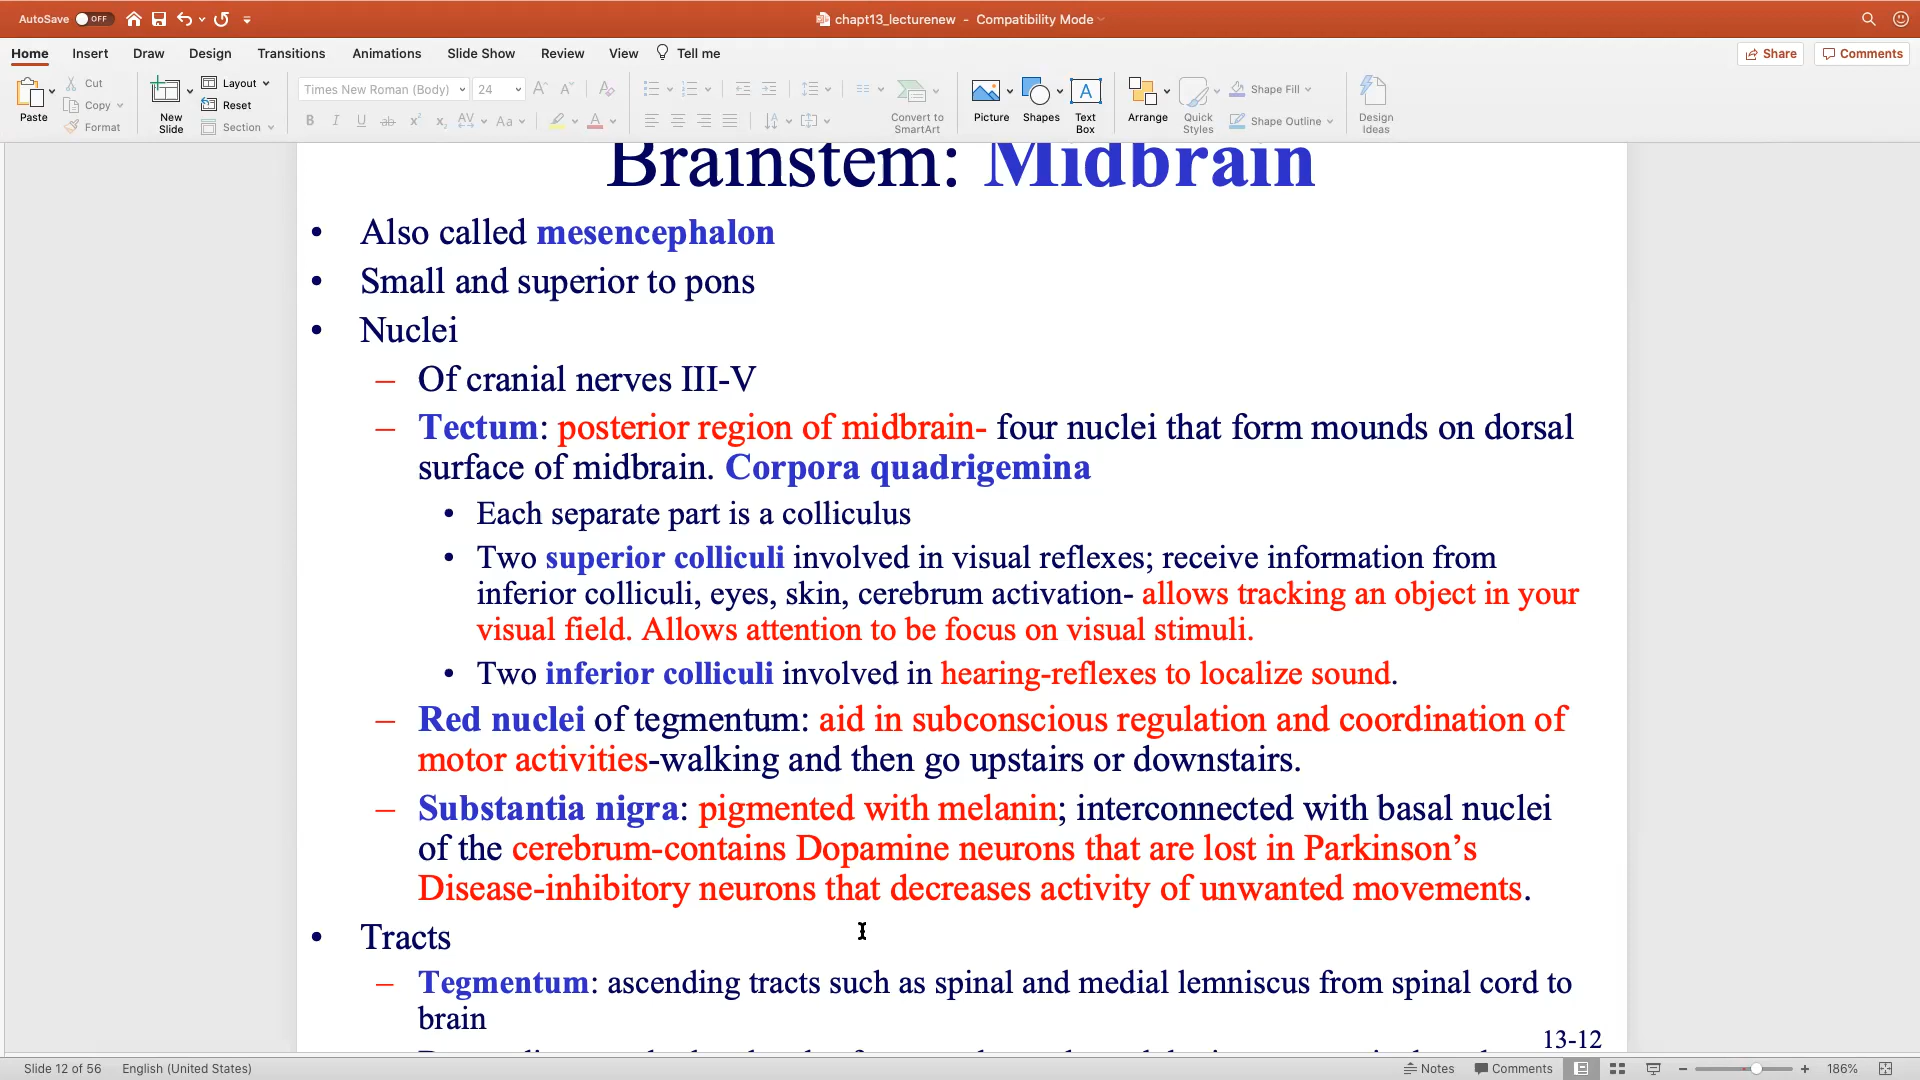 AutoSave OFF
chapt13_lecturenew - Compatibility Mode
Home Insert Draw Design Transitions Animations Slide Show Review View Tell me Share Comments
Paste Cut Copy Format New Slide Layout Reset Section Times New Roman (Body) 24 Convert to SmartArt Picture Shapes Text Box Arrange Quick Styles Shape Fill Shape Outline Design Ideas
Brainstem: Midbrain
• Also called mesencephalon
• Small and superior to pons
• Nuclei
– Of cranial nerves III-V
– Tectum: posterior region of midbrain- four nuclei that form mounds on dorsal
surface of midbrain. Corpora quadrigemina
• Each separate part is a colliculus
• Two superior colliculi involved in visual reflexes; receive information from
inferior colliculi, eyes, skin, cerebrum activation- allows tracking an object in your
visual field. Allows attention to be focus on visual stimuli.
• Two inferior colliculi involved in hearing-reflexes to localize sound.
– Red nuclei of tegmentum: aid in subconscious regulation and coordination of
motor activities-walking and then go upstairs or downstairs.
– Substantia nigra: pigmented with melanin; interconnected with basal nuclei
of the cerebrum-contains Dopamine neurons that are lost in Parkinson’s
Disease-inhibitory neurons that decreases activity of unwanted movements.
• Tracts
– Tegmentum: ascending tracts such as spinal and medial lemniscus from spinal cord to
brain
13-12
Slide 12 of 56 English (United States) Notes Comments 186%